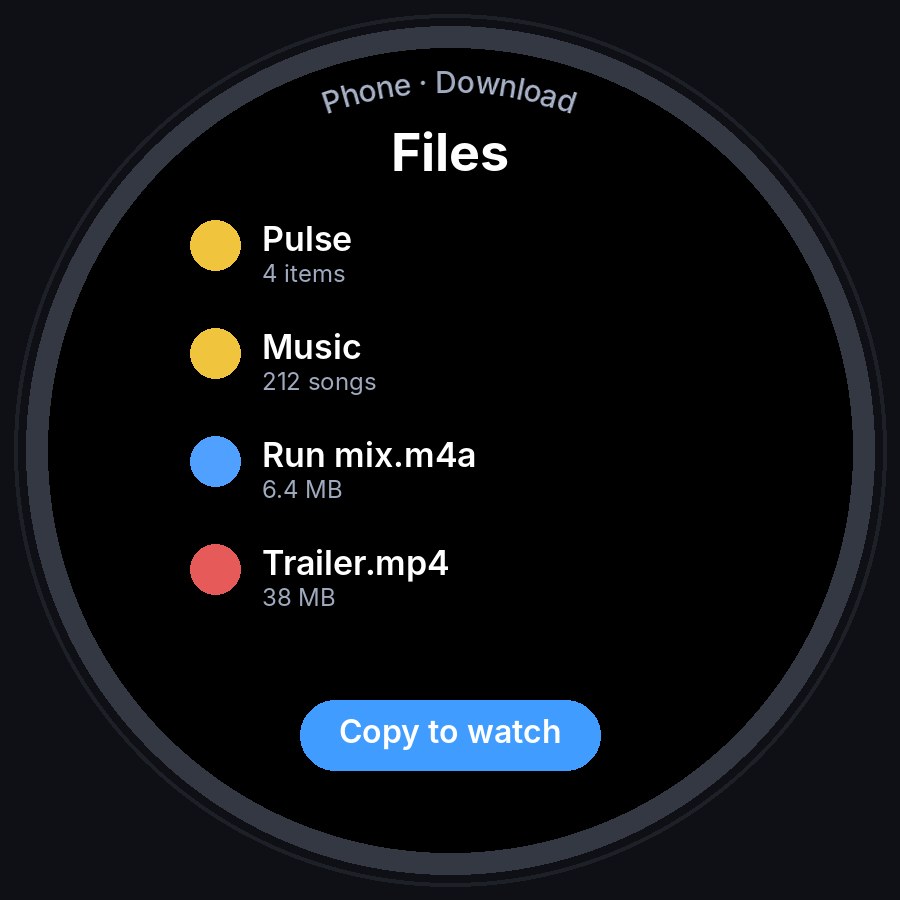 Phone · Download
Files
Pulse
4 items
Music
212 songs
Run mix.m4a
6.4 MB
Trailer.mp4
38 MB
Copy to watch